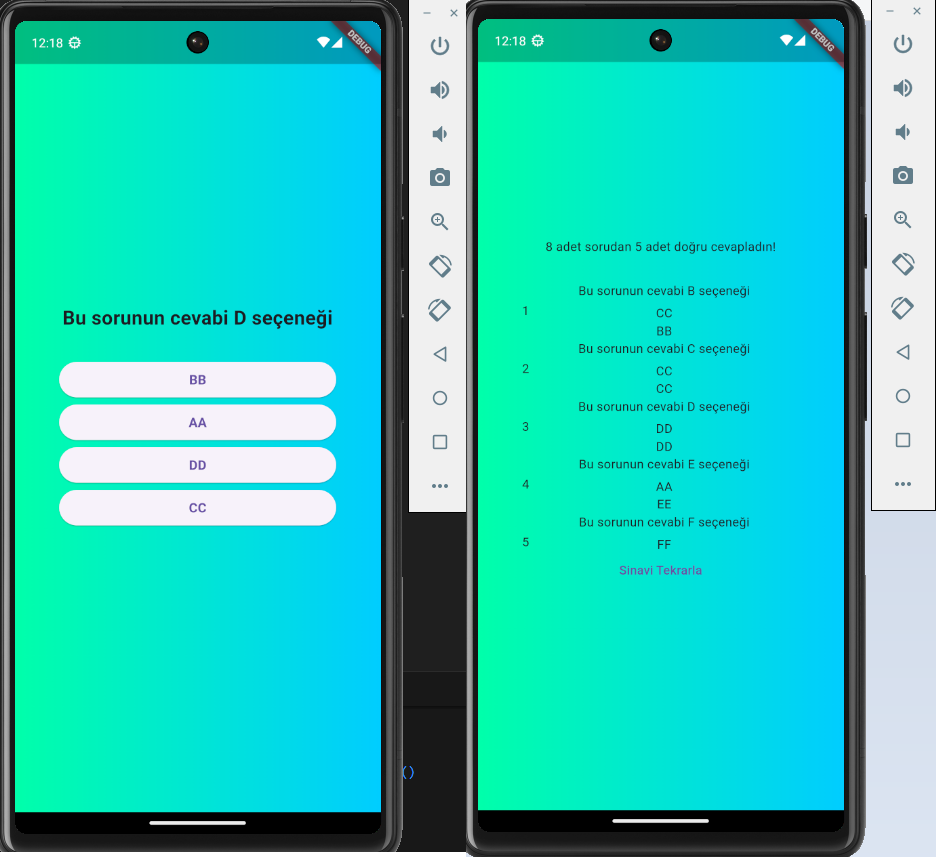 12:18
DEBUG
Bu sorunun cevabi D seçeneği
BB
AA
DD
CC
()
12:18
DEBUG
8 adet sorudan 5 adet doğru cevapladın!
Bu sorunun cevabi B seçeneği
1
CC
BB
Bu sorunun cevabi C seçeneği
2
CC
CC
Bu sorunun cevabi D seçeneği
3
DD
DD
Bu sorunun cevabi E seçeneği
4
AA
EE
Bu sorunun cevabi F seçeneği
5
FF
Sinavi Tekrarla